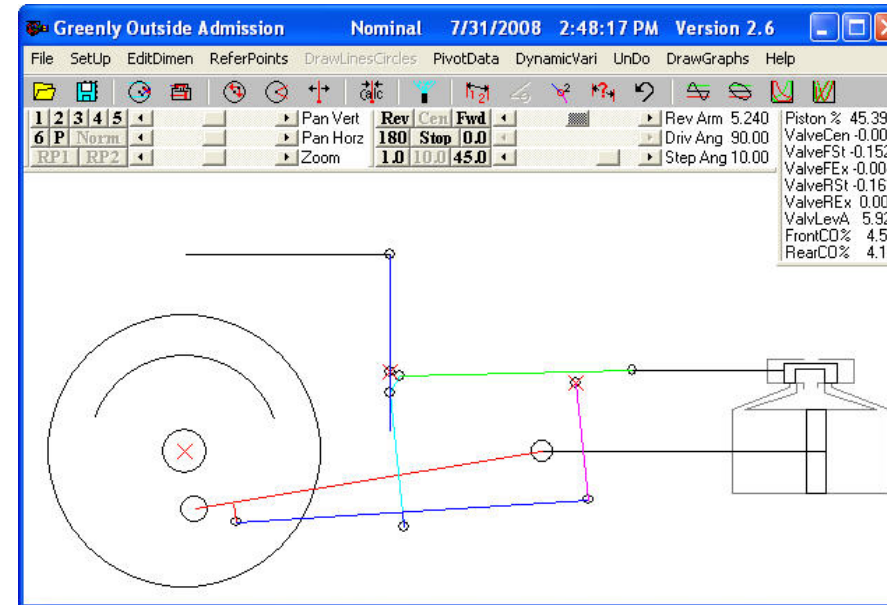 Greenly Outside Admission Nominal 7/31/2008 2:48:17 PM Version 2.6
File SetUp EditDimen ReferPoints DrawLinesCircles PivotData DynamicVari UnDo DrawGraphs Help
1 2 3 4 5 Pan Vert Rev Cen Fwd Rev Arm 5.240 Piston % 45.39
6 P Norm Pan Horz 180 Stop 0.0 Driv Ang 90.00 ValveCen -0.00
RP1 RP2 Zoom 1.0 10.0 45.0 Step Ang 10.00 ValveFSt -0.152
ValveFEx -0.00
ValveRSt -0.16
ValveREx 0.00
ValvLevA 5.92
FrontCO% 4.5
RearCO% 4.1